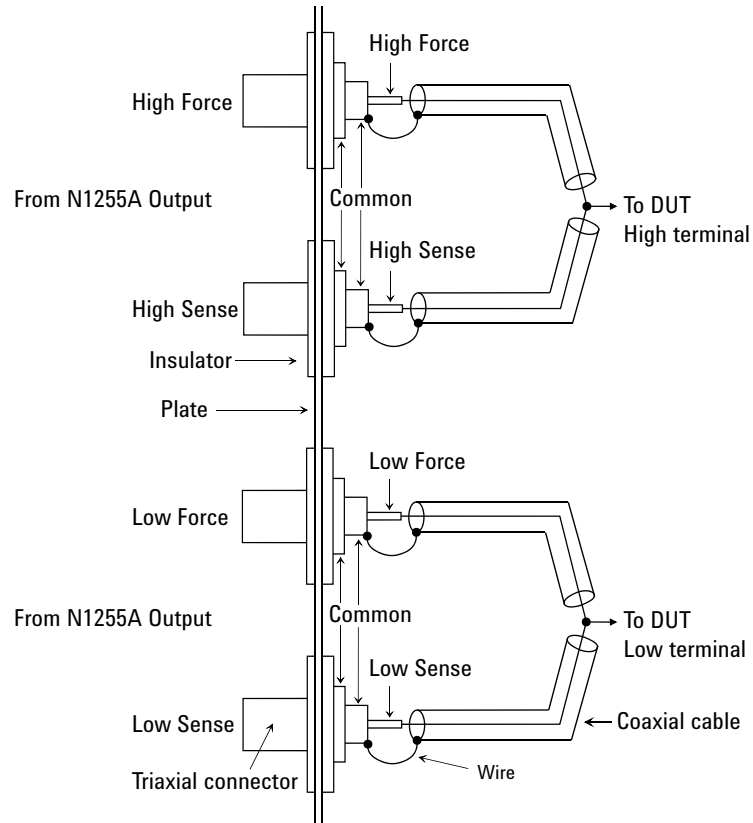 High Force
High Force
From N1255A Output
Common
To DUT
High terminal
High Sense
High Sense
Insulator
Plate
Low Force
Low Force
From N1255A Output
Common
To DUT
Low terminal
Low Sense
Low Sense
Coaxial cable
Triaxial connector
Wire